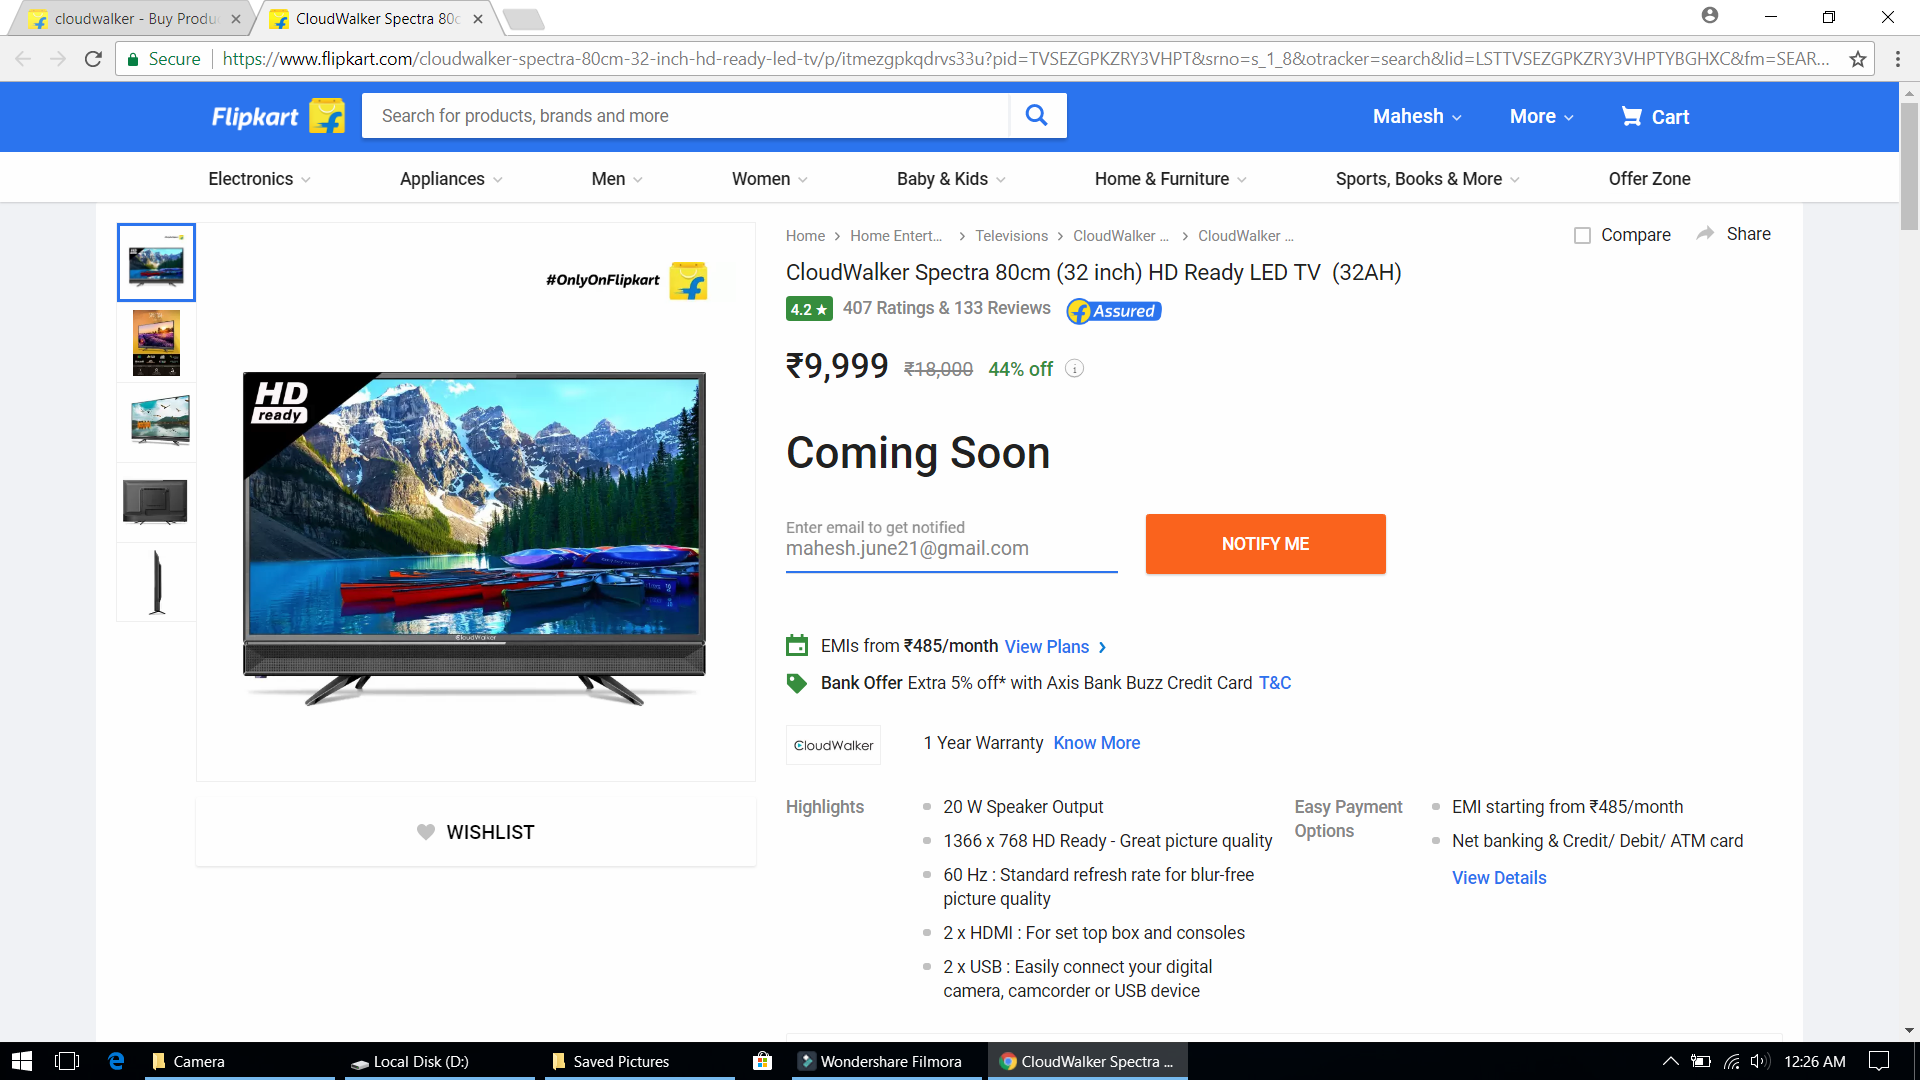 cloudwalker - Buy Produ
CloudWalker Spectra 80c
Secure
https://www.flipkart.com/cloudwalker-spectra-80cm-32-inch-hd-ready-led-tv/p/itmezgpkqdrvs33u?pid=TVSEZGPKZRY3VHPT&srno=s_1_8&otracker=search&lid=LSTTVSEZGPKZRY3VHPTYBGHXC&fm=SEAR...
Flipkart
Search for products, brands and more
Mahesh
More
Cart
Electronics
Appliances
Men
Women
Baby & Kids
Home & Furniture
Sports, Books & More
Offer Zone
#OnlyOnFlipkart
HD
ready
CloudWalker
WISHLIST
Home > Home Entert... > Televisions > CloudWalker ... > CloudWalker ...
Compare
Share
CloudWalker Spectra 80cm (32 inch) HD Ready LED TV (32AH)
4.2 ★ 407 Ratings & 133 Reviews
Assured
₹9,999 ₹18,000 44% off
Coming Soon
Enter email to get notified
mahesh.june21@gmail.com
NOTIFY ME
EMIs from ₹485/month View Plans >
Bank Offer Extra 5% off* with Axis Bank Buzz Credit Card T&C
CloudWalker
1 Year Warranty Know More
Highlights
20 W Speaker Output
1366 x 768 HD Ready - Great picture quality
60 Hz : Standard refresh rate for blur-free
picture quality
2 x HDMI : For set top box and consoles
2 x USB : Easily connect your digital
camera, camcorder or USB device
Easy Payment
Options
EMI starting from ₹485/month
Net banking & Credit/ Debit/ ATM card
View Details
Camera
Local Disk (D:)
Saved Pictures
Wondershare Filmora
CloudWalker Spectra ...
12:26 AM